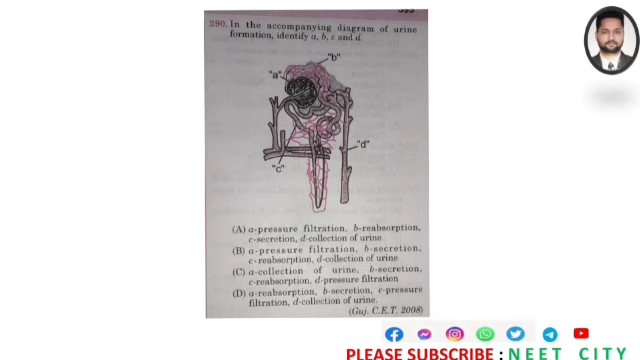 290. In the accompanying diagram of urine
formation, identify a, b, c and d.
"b"
"a"
"d"
"c"
(A) a-pressure filtration, b-reabsorption,
c-secretion, d-collection of urine
(B) a-pressure filtration, b-secretion,
c- reabsorption, d-collection of urine
(C) a-collection of urine, b-secretion,
c-reabsorption, d-pressure filtration
(D) a-reabsorption, b-secretion, c-pressure
filtration, d-collection of urine.
(Guj. C.E.T. 2008)
PLEASE SUBSCRIBE : NEET CITY